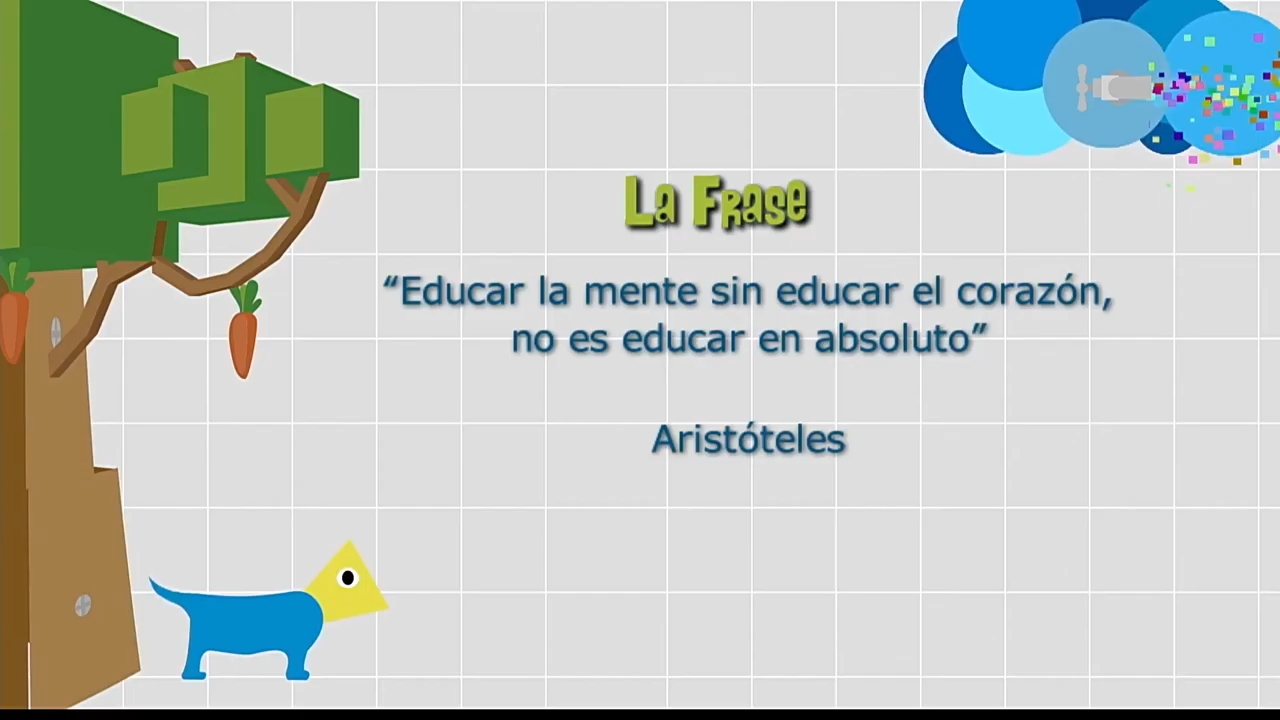 La Frase
“Educar la mente sin educar el corazón,
no es educar en absoluto”
Aristóteles